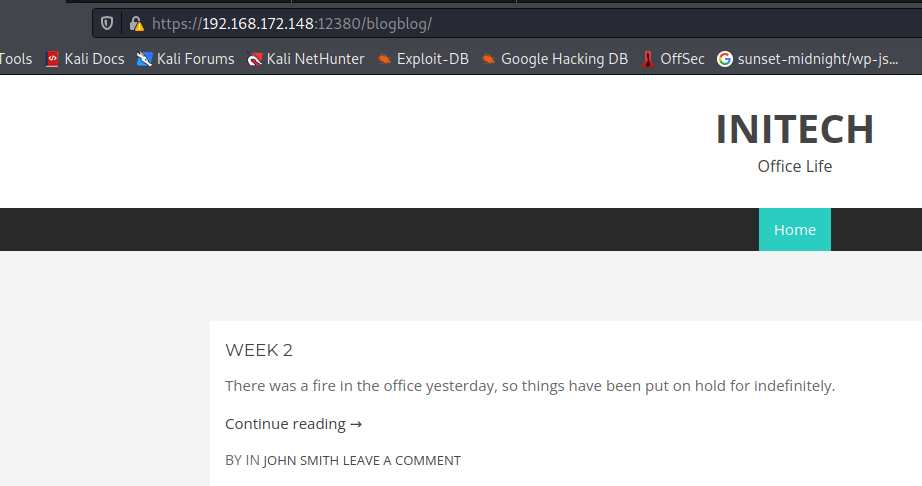 https://192.168.172.148:12380/blogblog/
Tools Kali Docs Kali Forums Kali NetHunter Exploit-DB Google Hacking DB OffSec sunset-midnight/wp-js...
INITECH
Office Life
Home
WEEK 2
There was a fire in the office yesterday, so things have been put on hold for indefinitely.
Continue reading →
BY IN JOHN SMITH LEAVE A COMMENT